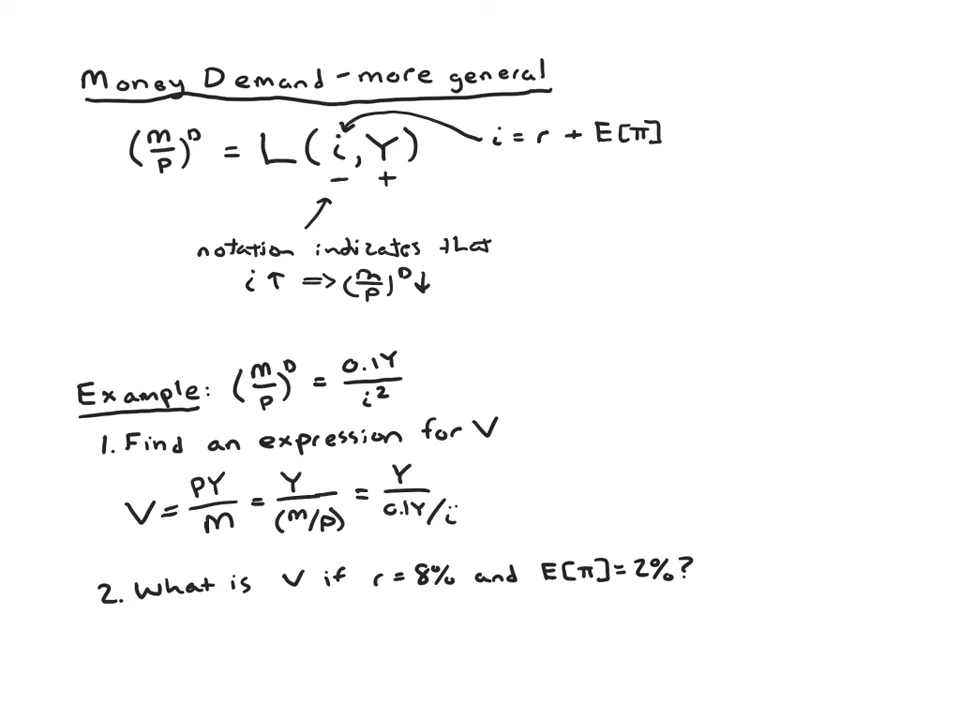 Money Demand - more general
(M/P)^D = L(i, Y) i = r + E[π]
- +
notation indicates that
i ↑ => (M/P)^D ↓
Example: (M/P)^D = 0.1Y / i^2
1. Find an expression for V
V = PY/M = Y/(M/P) = Y/0.1Y/i
2. What is V if r = 8% and E[π] = 2%?